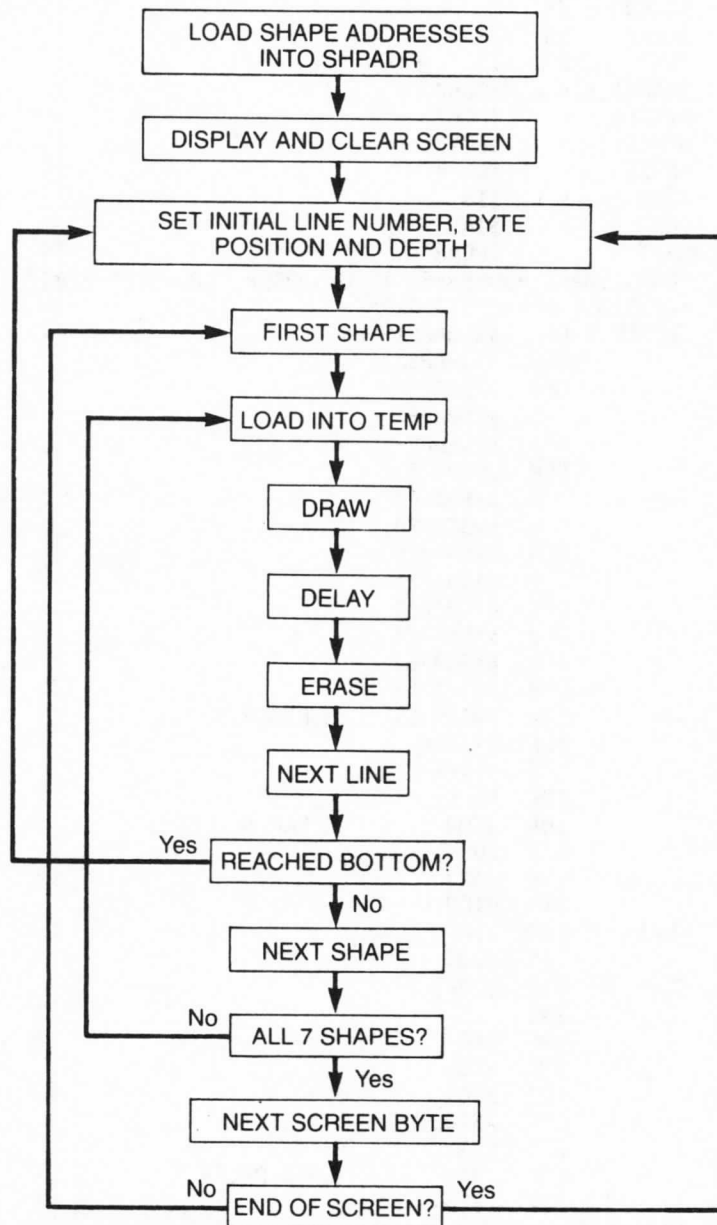 LOAD SHAPE ADDRESSES
INTO SHPADR
DISPLAY AND CLEAR SCREEN
SET INITIAL LINE NUMBER, BYTE
POSITION AND DEPTH
FIRST SHAPE
LOAD INTO TEMP
DRAW
DELAY
ERASE
NEXT LINE
Yes
REACHED BOTTOM?
No
NEXT SHAPE
No
ALL 7 SHAPES?
Yes
NEXT SCREEN BYTE
No
END OF SCREEN?
Yes